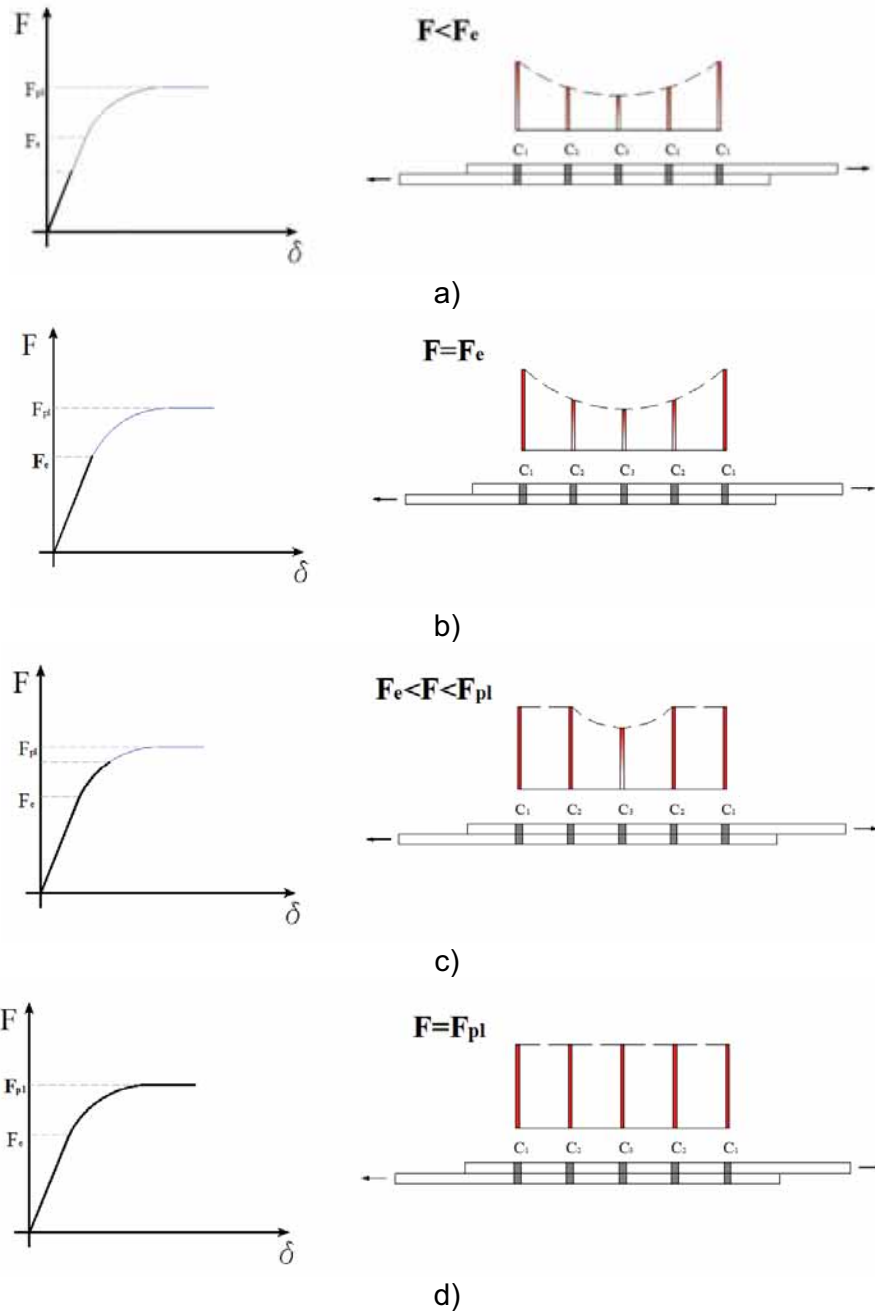 F
F<Fₑ
Fₚₗ
Fₑ
C₁ C₂ C₃ C₂ C₁
δ
a)
F
F=Fₑ
Fₚₗ
Fₑ
C₁ C₂ C₃ C₂ C₁
δ
b)
F
Fₑ<F<Fₚₗ
Fₚₗ
Fₑ
C₁ C₂ C₃ C₂ C₁
δ
c)
F
F=Fₚₗ
Fₚₗ
Fₑ
C₁ C₂ C₃ C₂ C₁
δ
d)